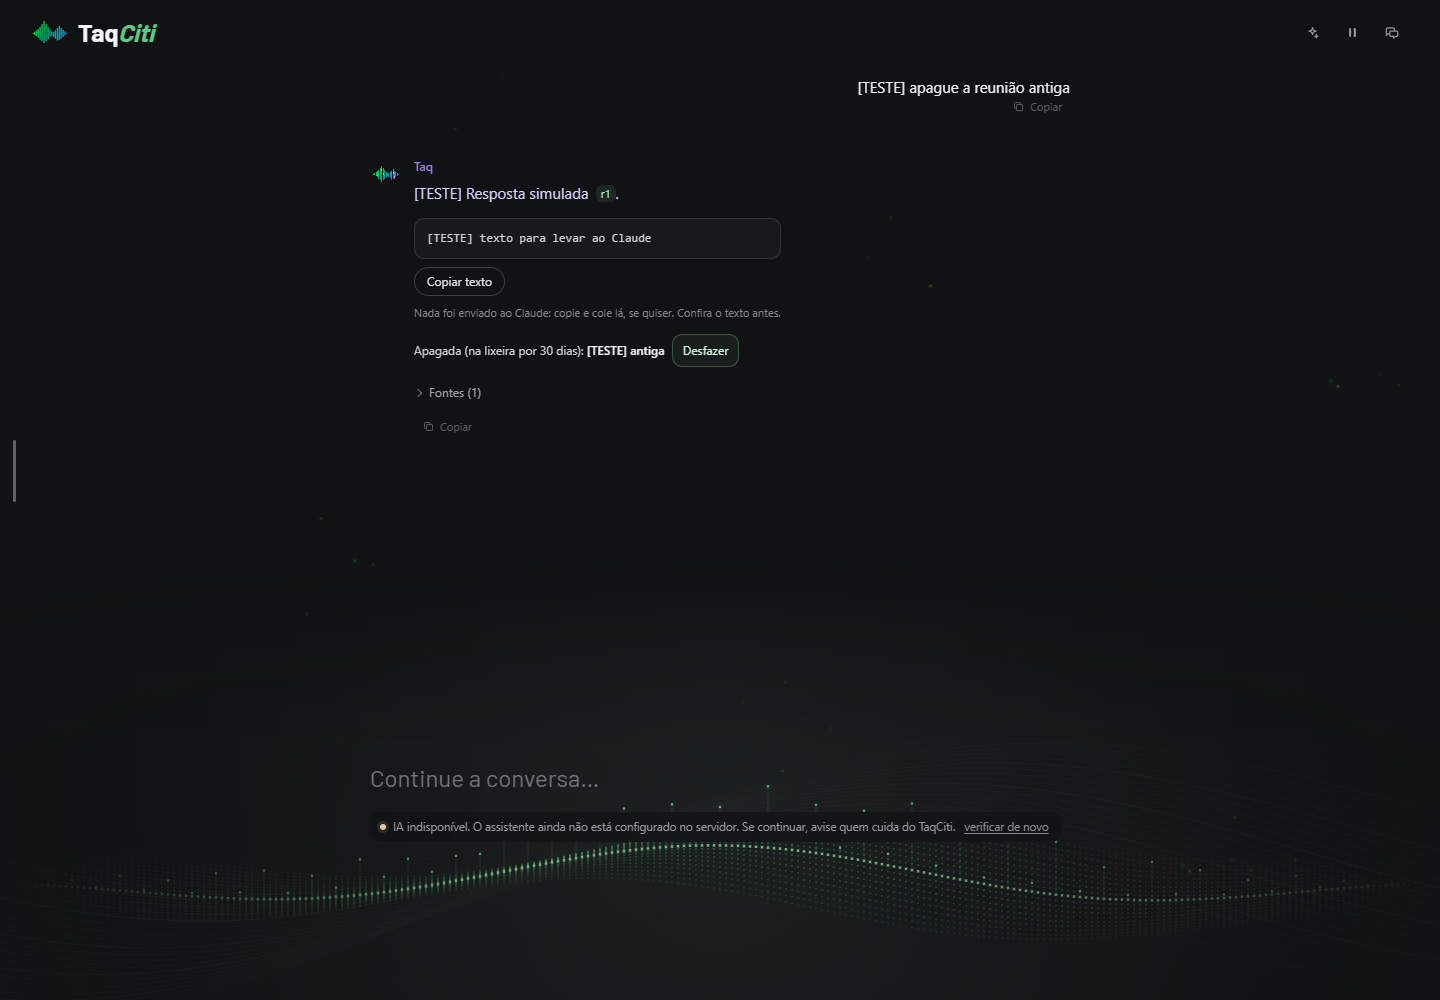 TaqCiti
[TESTE] apague a reunião antiga
Copiar
Taq
[TESTE] Resposta simulada r1.
[TESTE] texto para levar ao Claude
Copiar texto
Nada foi enviado ao Claude: copie e cole lá, se quiser. Confira o texto antes.
Apagada (na lixeira por 30 dias): [TESTE] antiga Desfazer
Fontes (1)
Copiar
Continue a conversa...
IA indisponível. O assistente ainda não está configurado no servidor. Se continuar, avise quem cuida do TaqCiti. verificar de novo